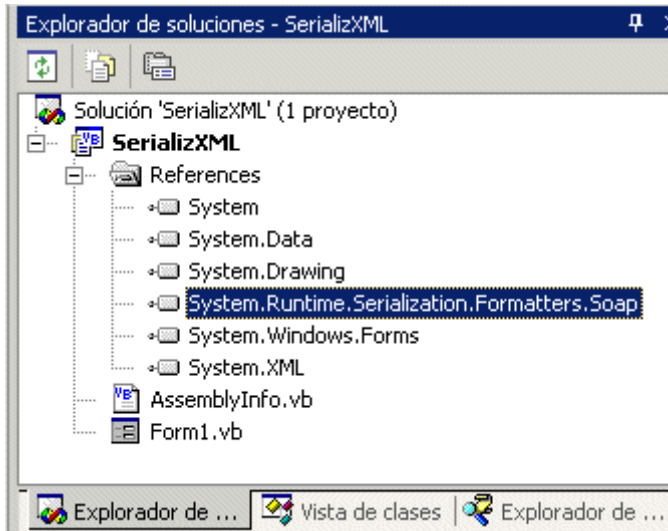 Explorador de soluciones - SerializXML
Solución 'SerializXML' (1 proyecto)
SerializXML
References
System
System.Data
System.Drawing
System.Runtime.Serialization.Formatters.Soap
System.Windows.Forms
System.XML
AssemblyInfo.vb
Form1.vb
Explorador de ... Vista de clases Explorador de ...